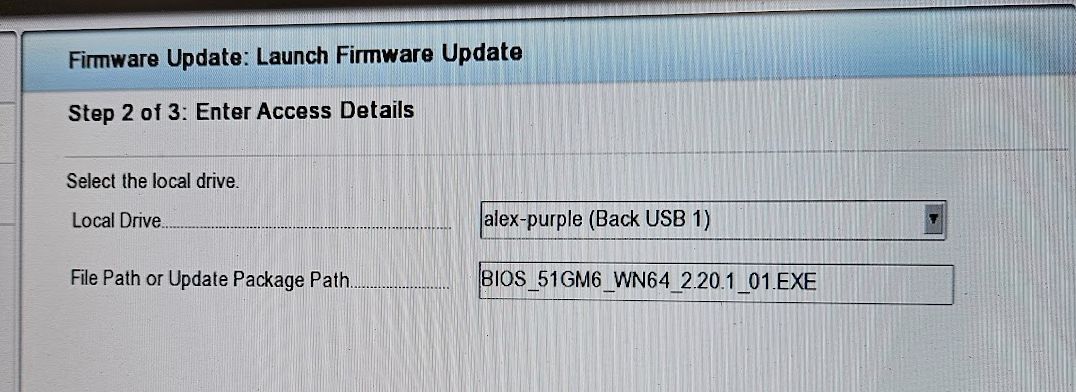 Firmware Update: Launch Firmware Update
Step 2 of 3: Enter Access Details
Select the local drive.
Local Drive
alex-purple (Back USB 1)
File Path or Update Package Path
BIOS_51GM6_WN64_2.20.1_01.EXE